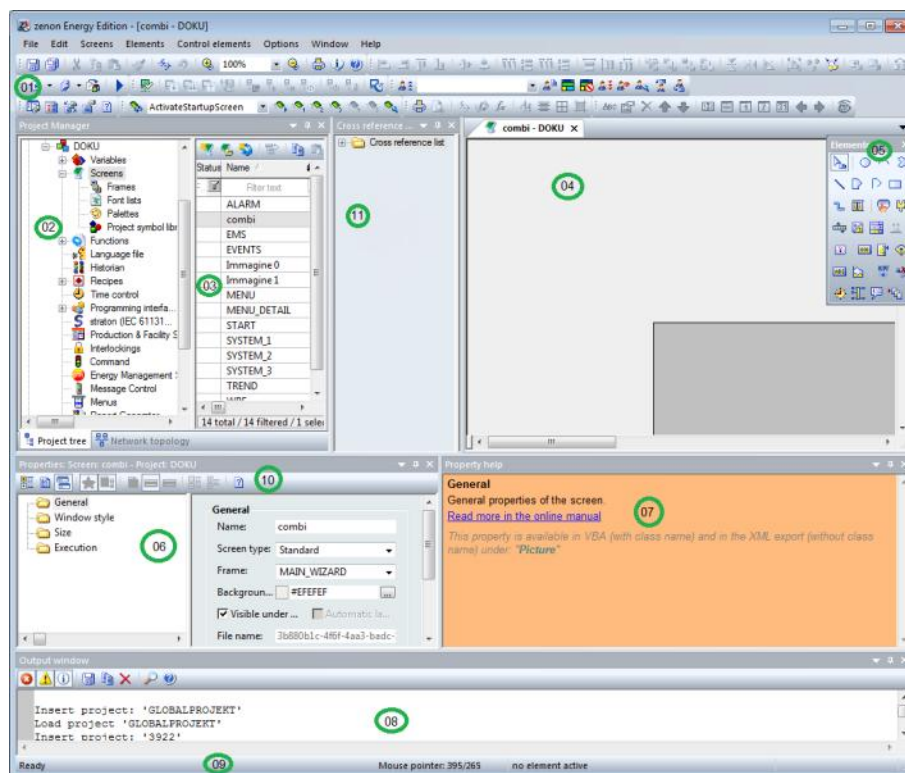 zenon Energy Edition - [combi - DOKU]
File Edit Screens Elements Control elements Options Window Help
100%
01
ActivateStartupScreen
Project Manager
DOKU
Variables
Screens
Frames
Font lists
Palettes
Project symbol libr
Functions
Language file
Historian
Recipes
Time control
Programming interfa...
straton (IEC 61131...
Production & Facility S
Interlockings
Command
Energy Management S
Message Control
Menus
Report Generator
02
Project tree Network topology
Status Name
Filter text
ALARM
combi
EMS
EVENTS
Immagine 0
Immagine 1
MENU
MENU_DETAIL
START
SYSTEM_1
SYSTEM_2
SYSTEM_3
TREND
03
14 total / 14 filtered / 1 selec
Cross reference ...
Cross reference list
11
combi - DOKU
04
05
Properties: Screen: combi - Project: DOKU
10
General
Window style
Size
Execution
06
General
Name: combi
Screen type: Standard
Frame: MAIN_WIZARD
Backgroun... #EFEFEF
Visible under ... Automatic la...
File name: 3b880b1c-4f6f-4aa3-badc-
Property help
General
General properties of the screen.
Read more in the online manual
07
This property is available in VBA (with class name) and in the XML export (without class
name) under: "Picture"
Output window
Insert project: 'GLOBALPROJEKT'
Load project 'GLOBALPROJEKT'
Insert project: '3922'
08
Ready
09
Mouse pointer: 395/265 no element active